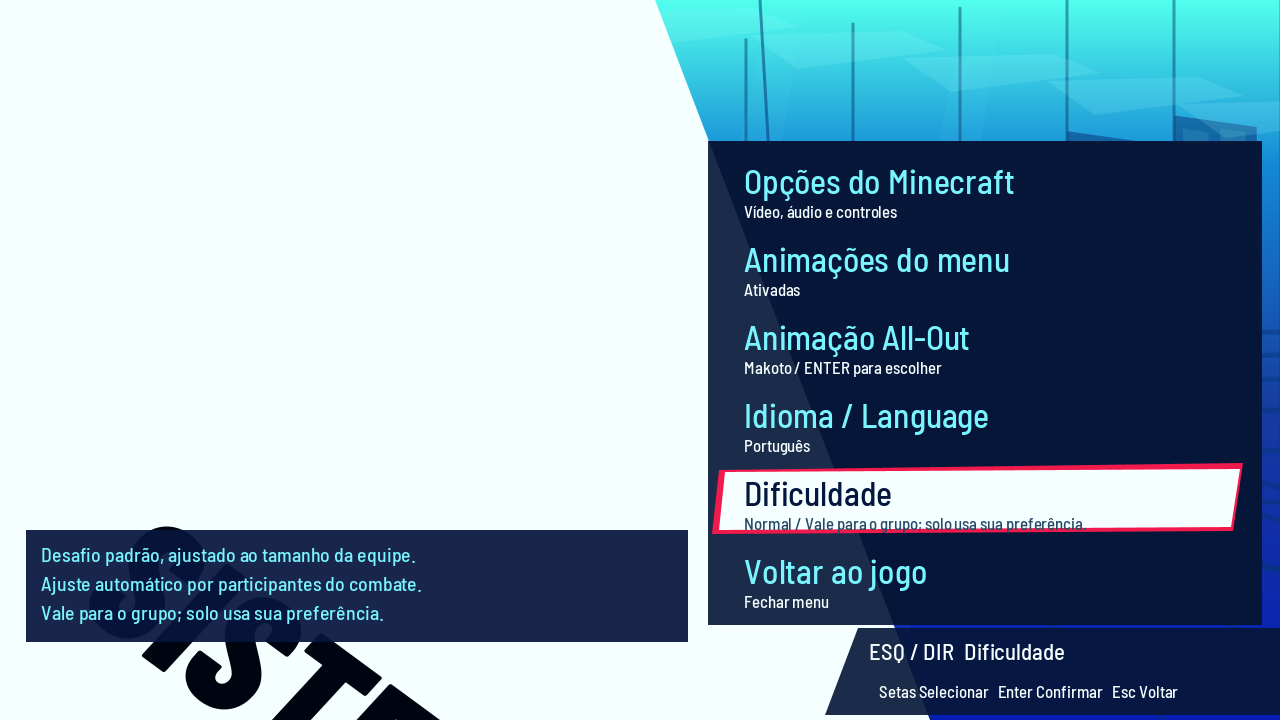 Opções do Minecraft
Vídeo, áudio e controles
Animações do menu
Ativadas
Animação All-Out
Makoto / ENTER para escolher
Idioma / Language
Português
Dificuldade
Normal / Vale para o grupo; solo usa sua preferência.
Voltar ao jogo
Fechar menu
Desafio padrão, ajustado ao tamanho da equipe.
Ajuste automático por participantes do combate.
Vale para o grupo; solo usa sua preferência.
SISTE
ESQ / DIR Dificuldade
Setas Selecionar Enter Confirmar Esc Voltar